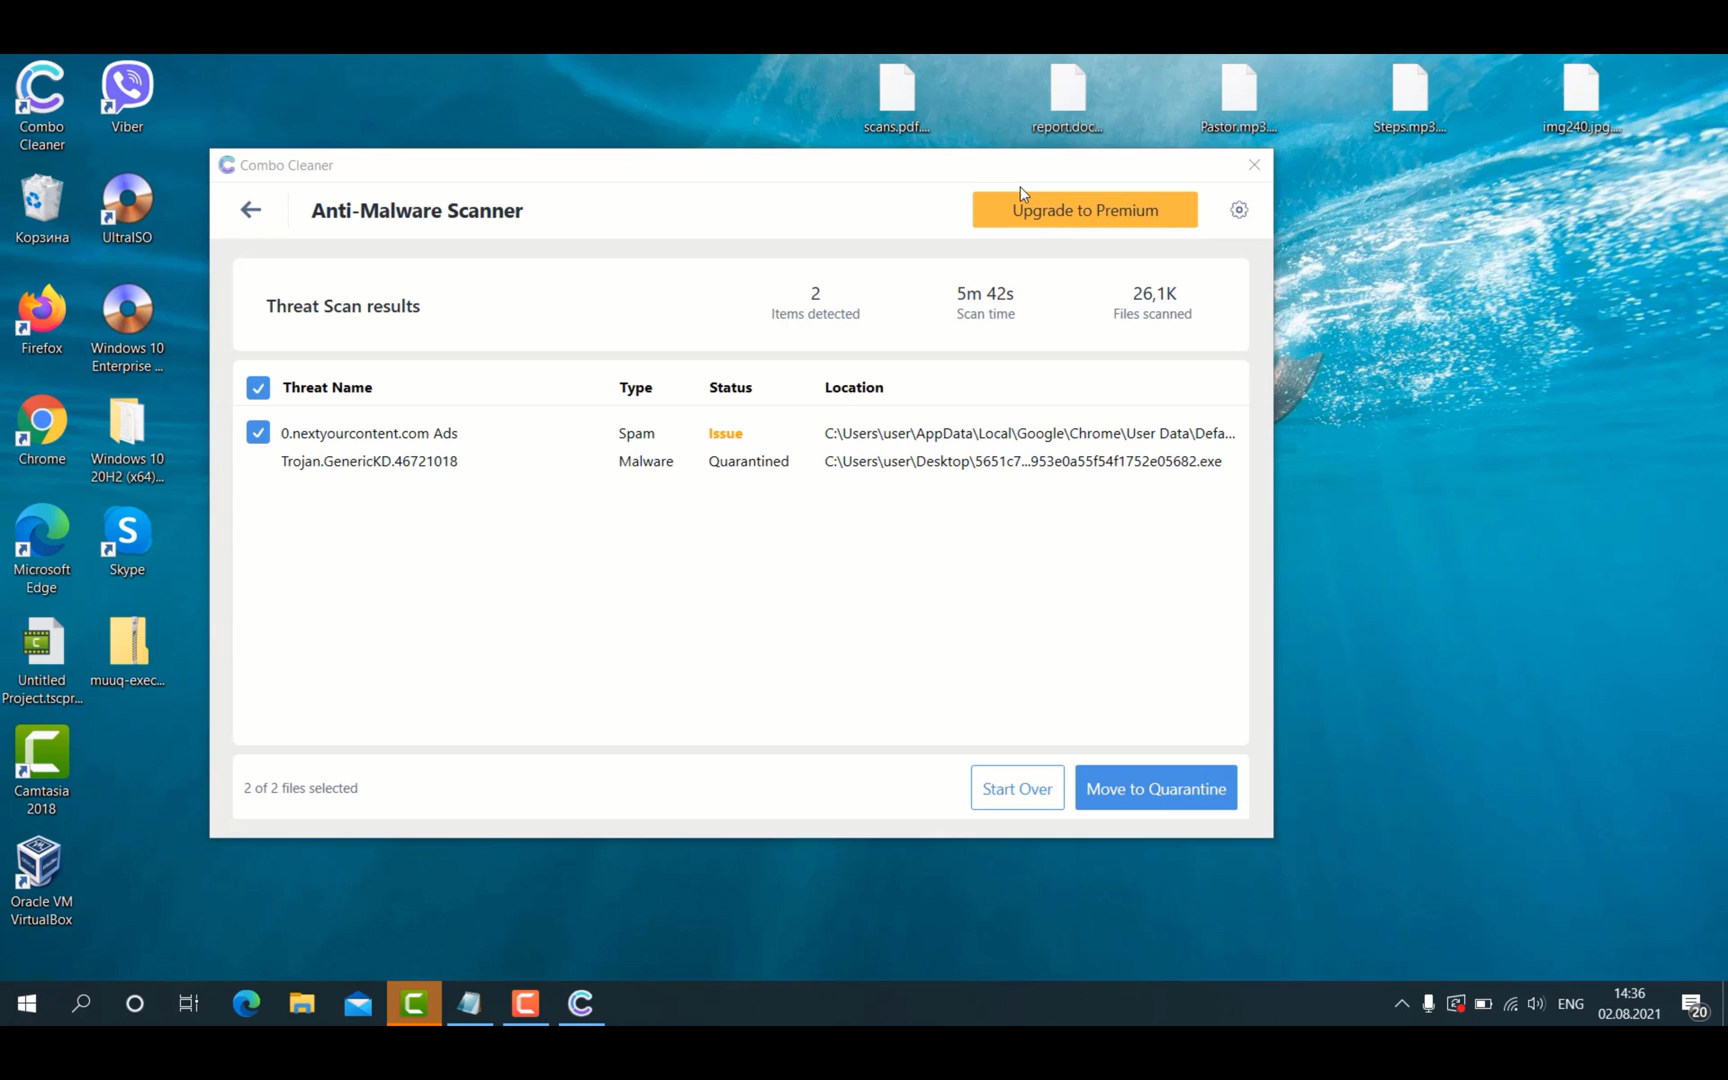 Combo
Cleaner
Viber
scans.pdf....
report.doc...
Pastor.mp3....
Steps.mp3....
img240.jpg....
Combo Cleaner
Anti-Malware Scanner
Upgrade to Premium
Корзина
UltraISO
Threat Scan results
2
Items detected
5m 42s
Scan time
26,1K
Files scanned
Firefox
Windows 10
Enterprise ...
Threat Name
Type
Status
Location
0.nextyourcontent.com Ads
Spam
Issue
C:\Users\user\AppData\Local\Google\Chrome\User Data\Defa...
Trojan.GenericKD.46721018
Malware
Quarantined
C:\Users\user\Desktop\5651c7...953e0a55f54f1752e05682.exe
Chrome
Windows 10
20H2 (x64)...
Microsoft
Edge
Skype
Untitled
Project.tscpr...
muuq-exec...
Camtasia
2018
2 of 2 files selected
Start Over
Move to Quarantine
Oracle VM
VirtualBox
ENG
14:36
02.08.2021
20